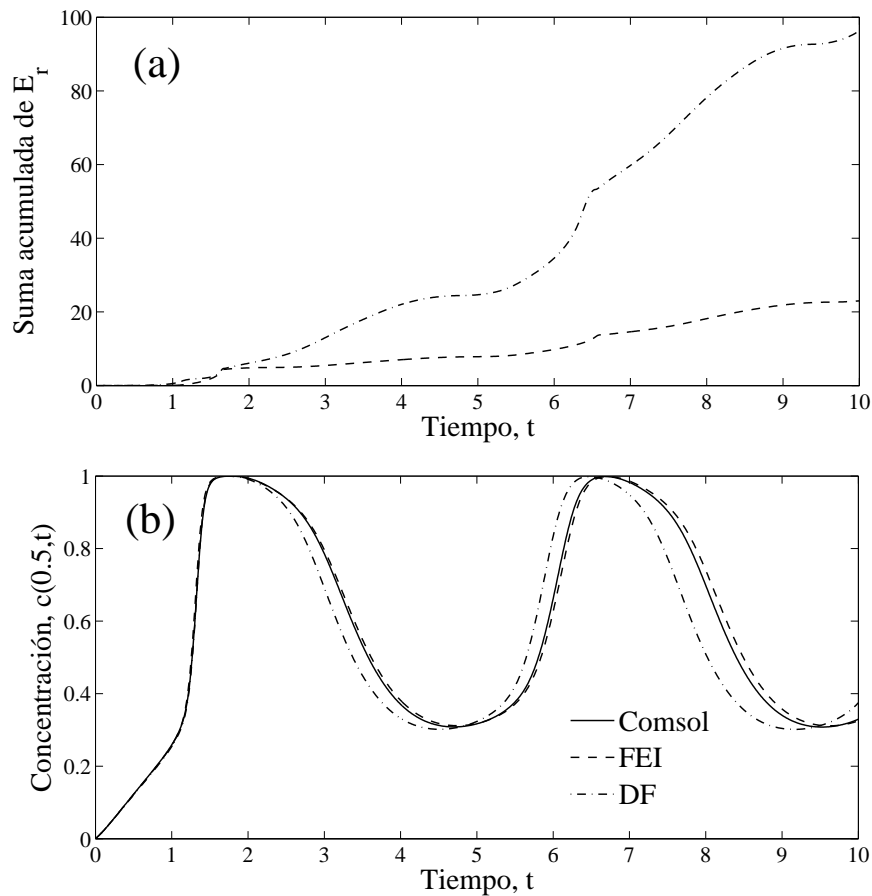 100
80
60
40
20
0
Suma acumulada de E_r
(a)
0 1 2 3 4 5 6 7 8 9 10
Tiempo, t
1
0.8
0.6
0.4
0.2
0
Concentración, c(0.5,t)
(b)
Comsol
FEI
DF
0 1 2 3 4 5 6 7 8 9 10
Tiempo, t